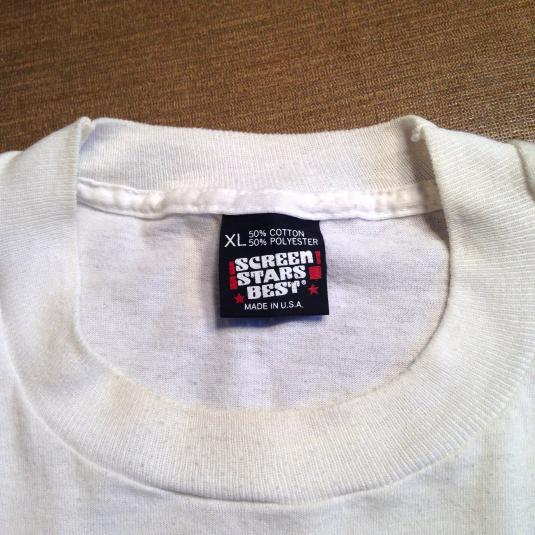 XL 50% COTTON
50% POLYESTER
SCREEN
STARS
BEST®
MADE IN U.S.A.